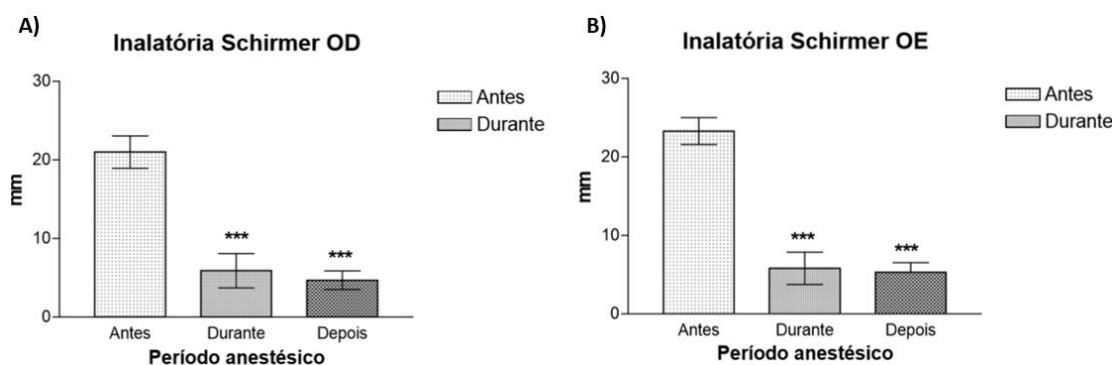 A)
Inalatória Schirmer OD
30
20
10
0
mm
***
***
Antes
Durante
Depois
Período anestésico
Antes
Durante
B)
Inalatória Schirmer OE
30
20
10
0
mm
***
***
Antes
Durante
Depois
Período anestésico
Antes
Durante